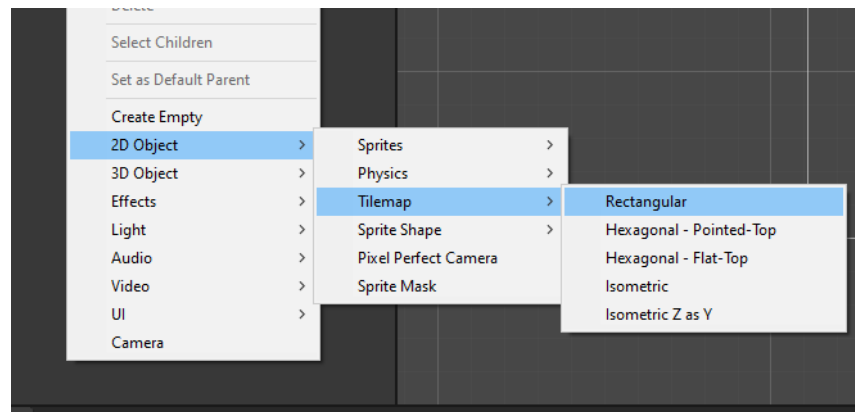 Delete
Select Children
Set as Default Parent
Create Empty
2D Object
3D Object
Effects
Light
Audio
Video
UI
Camera
Sprites
Physics
Tilemap
Sprite Shape
Pixel Perfect Camera
Sprite Mask
Rectangular
Hexagonal - Pointed-Top
Hexagonal - Flat-Top
Isometric
Isometric Z as Y